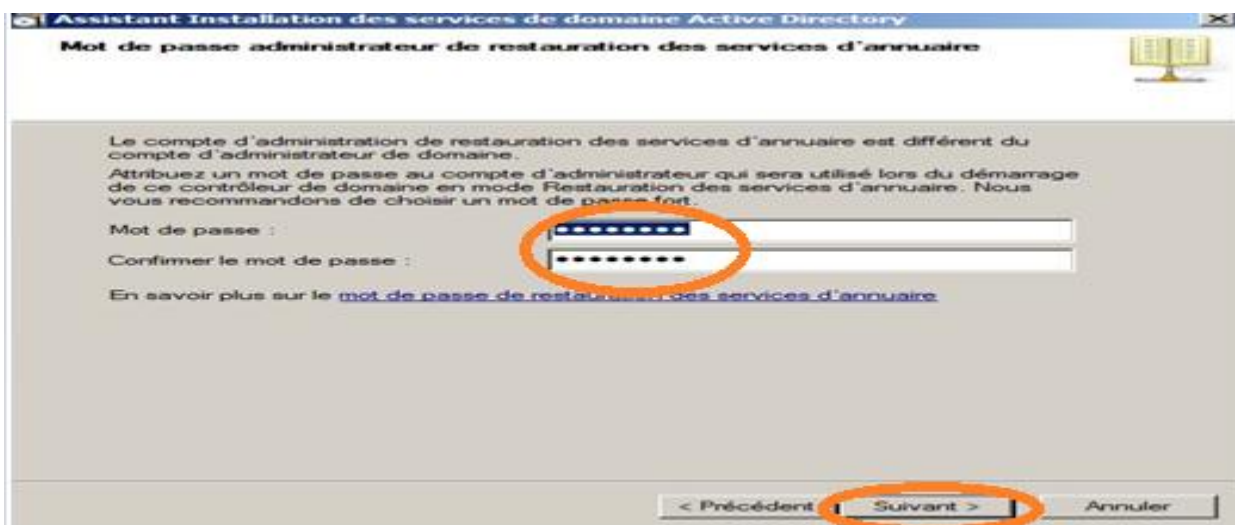 Assistant Installation des services de domaine Active Directory
Mot de passe administrateur de restauration des services d'annuaire
Le compte d'administration de restauration des services d'annuaire est différent du
compte d'administrateur de domaine.
Attribuez un mot de passe au compte d'administrateur qui sera utilisé lors du démarrage
de ce contrôleur de domaine en mode Restauration des services d'annuaire. Nous
vous recommandons de choisir un mot de passe fort.
Mot de passe : ••••••••
Confirmer le mot de passe : ••••••••
En savoir plus sur le mot de passe de restauration des services d'annuaire
< Précédent Suivant > Annuler